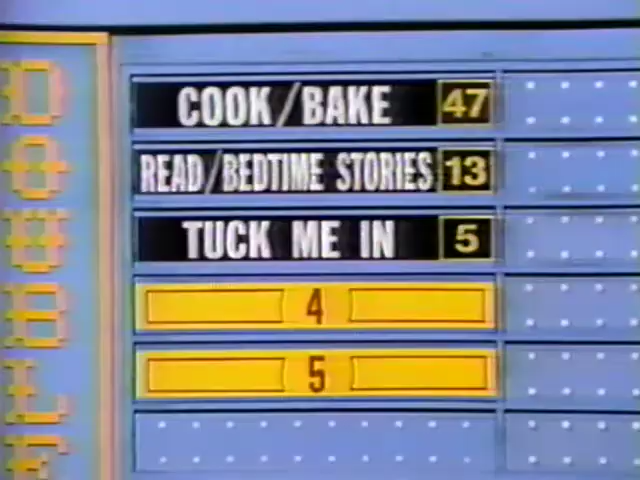 DOUBLE
COOK/BAKE 47
READ/BEDTIME STORIES 13
TUCK ME IN 5
4
5